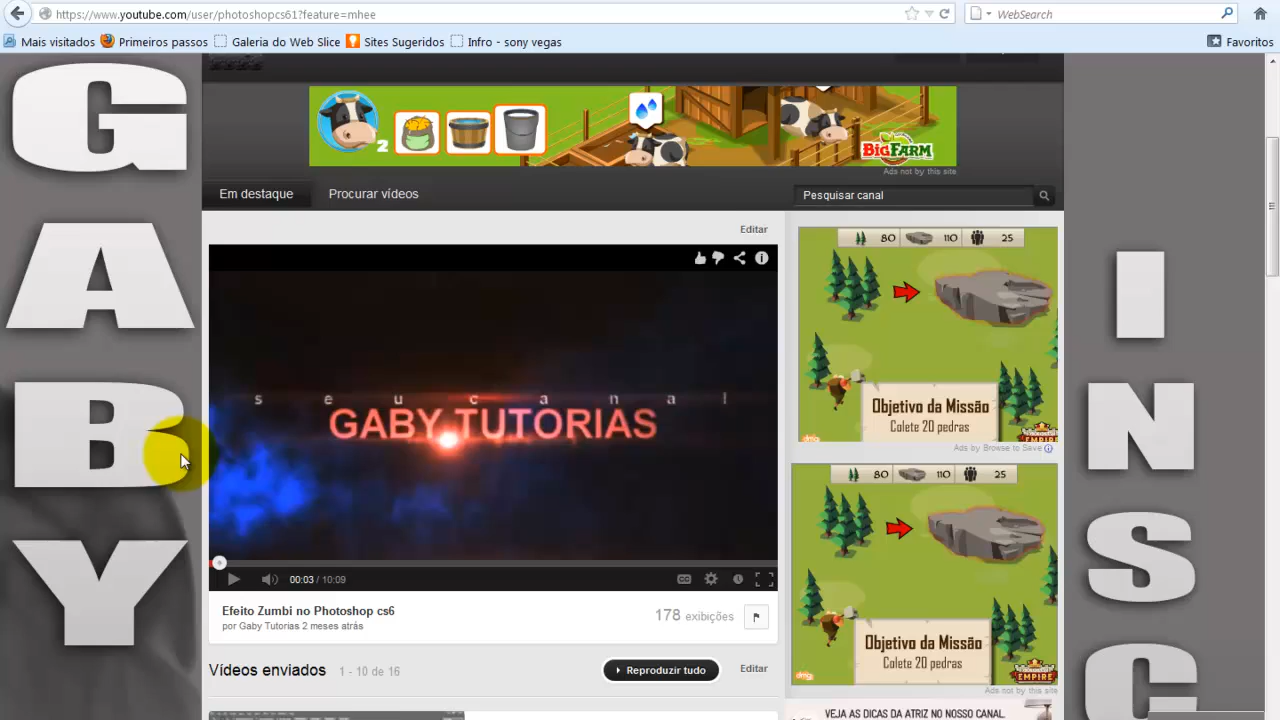 https://www.youtube.com/user/photoshopcs61?feature=mhee
WebSearch
Mais visitados
Primeiros passos
Galeria do Web Slice
Sites Sugeridos
Infro - sony vegas
Favoritos
2
BIGFARM
Ads not by this site
Em destaque
Procurar vídeos
Pesquisar canal
Editar
80
110
25
s e u c a n a l
GABY TUTORIAS
Objetivo da Missão
Colete 20 pedras
EMPIRE
Ads by Browse to Save
80
110
25
CC
00:03 / 10:09
Efeito Zumbi no Photoshop cs6
por Gaby Tutorias 2 meses atrás
178 exibições
Objetivo da Missão
Colete 20 pedras
EMPIRE
Ads not by this site
Vídeos enviados
1 - 10 de 16
Reproduzir tudo
Editar
VEJA AS DICAS DA ATRIZ NO NOSSO CANAL
G
A
B
Y
I
N
S
C